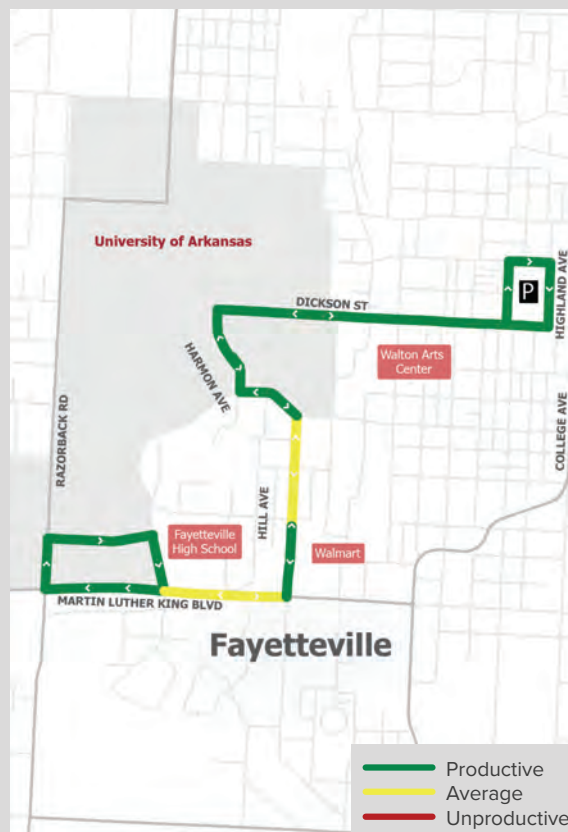 University of Arkansas
HIGHLAND AVE
P
DICKSON ST
Walton Arts
Center
HARMON AVE
RAZORBACK RD
COLLEGE AVE
HILL AVE
Fayetteville
High School
Walmart
MARTIN LUTHER KING BLVD
Fayetteville
Productive
Average
Unproductive